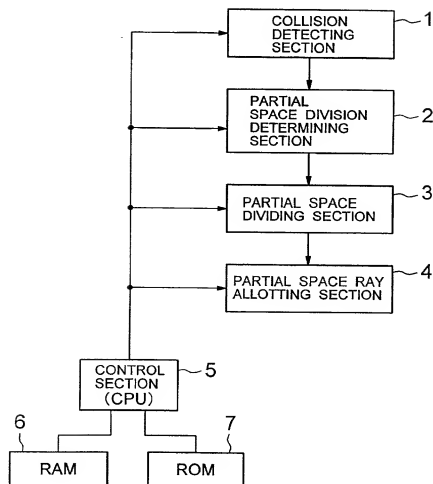 COLLISION
DETECTING
SECTION
1
PARTIAL
SPACE DIVISION
DETERMINING
SECTION
2
PARTIAL SPACE
DIVIDING SECTION
3
PARTIAL SPACE RAY
ALLOTTING SECTION
4
CONTROL
SECTION
(CPU)
5
6
RAM
7
ROM